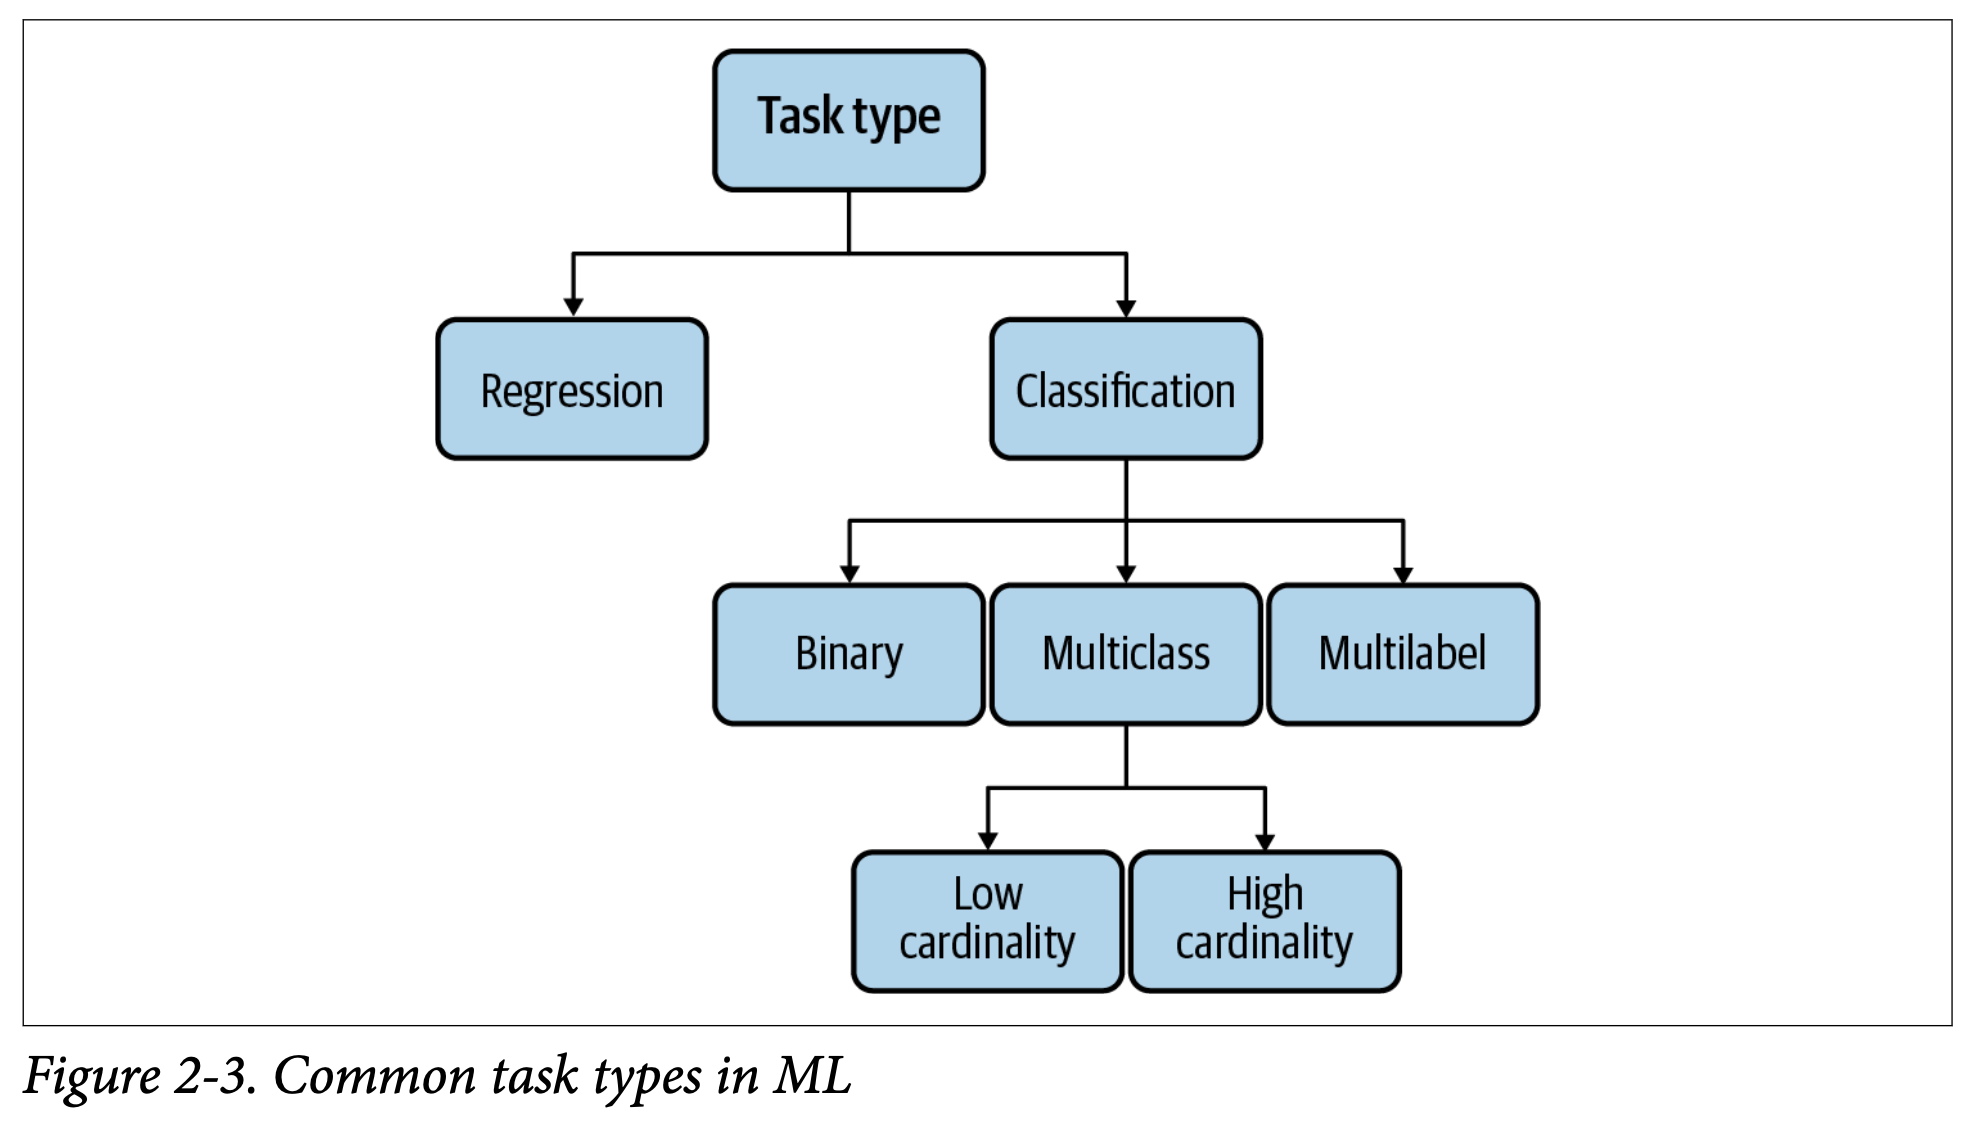 Task type
Regression
Classification
Binary
Multiclass
Multilabel
Low
cardinality
High
cardinality
Figure 2-3. Common task types in ML